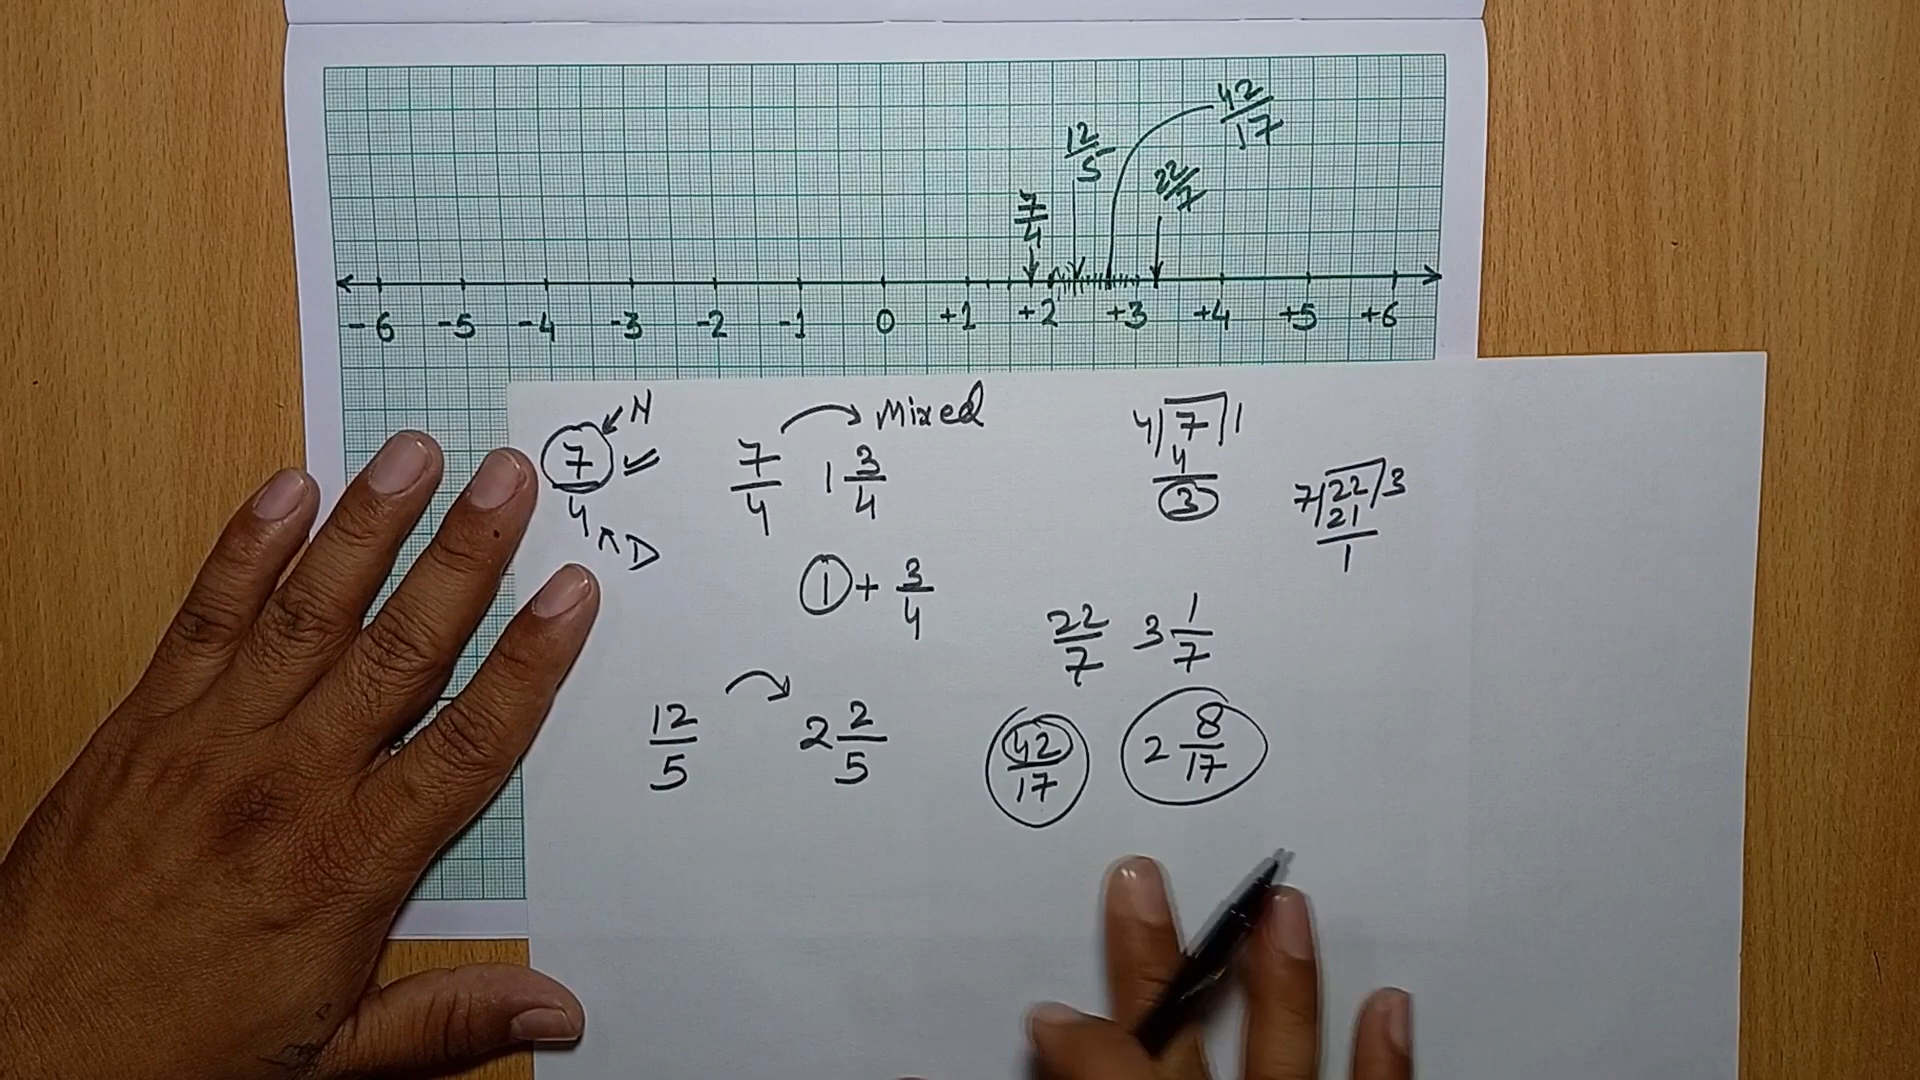 42/17
12/5
22/7
7/4
-6 -5 -4 -3 -2 -1 0 +1 +2 +3 +4 +5 +6
N
7/4
D
7/4 1 3/4 Mixed
1 + 3/4
4 7 1
4
3
7 22 3
21
1
22/7 3 1/7
12/5 2 2/5
42/17 2 8/17